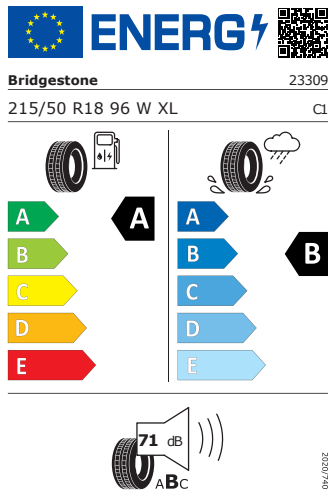 ENERG
Bridgestone 23309
215/50 R18 96 W XL C1
A A A B
B B
C C
D D
E E
71 dB
ABC
2020/740